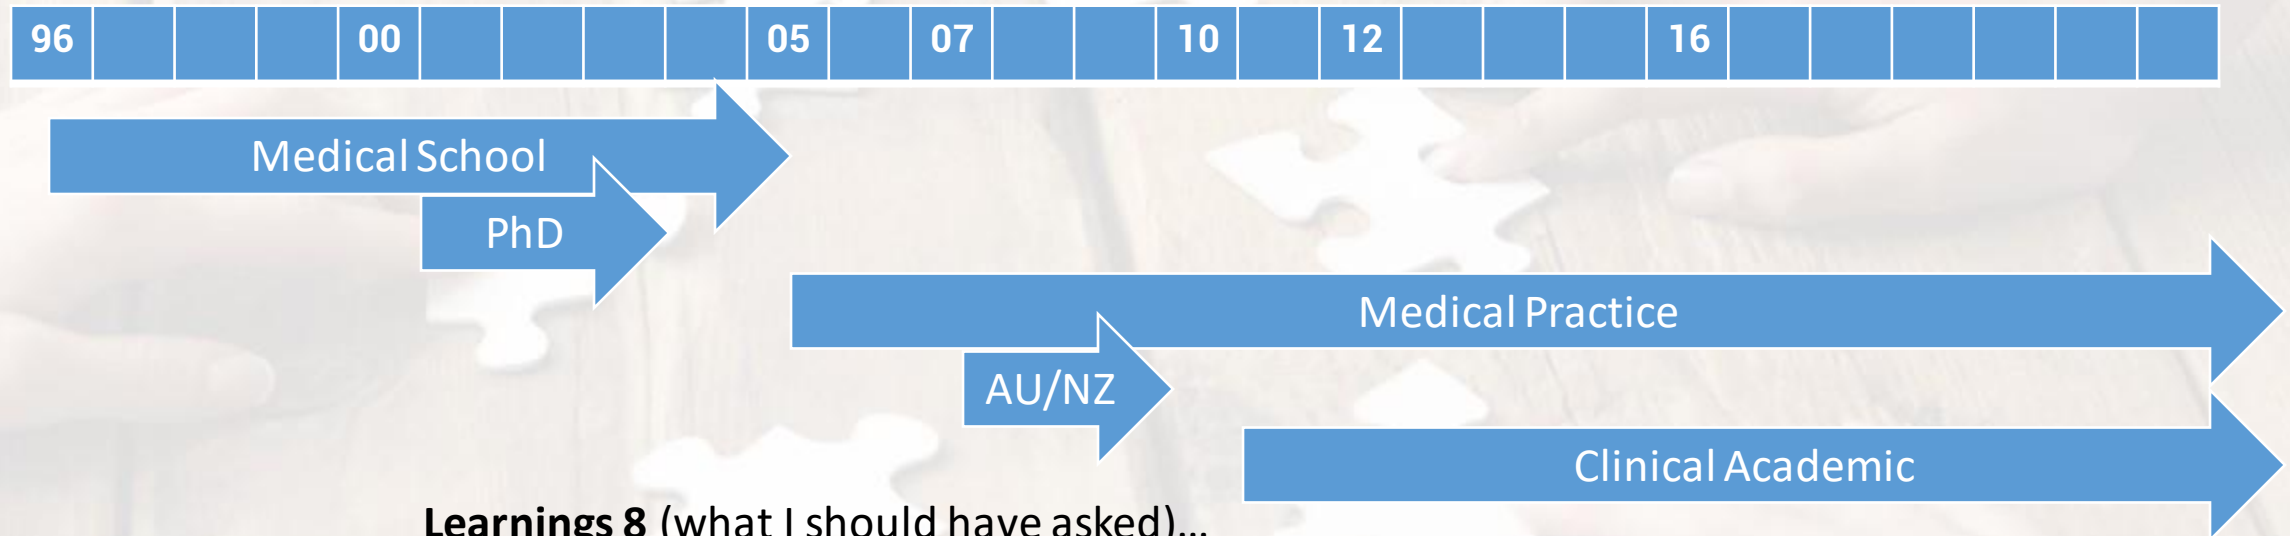 96 00 05 07 10 12 16
Medical School
PhD
Medical Practice
AU/NZ
Clinical Academic
Learnings 8 (what I should have asked)...